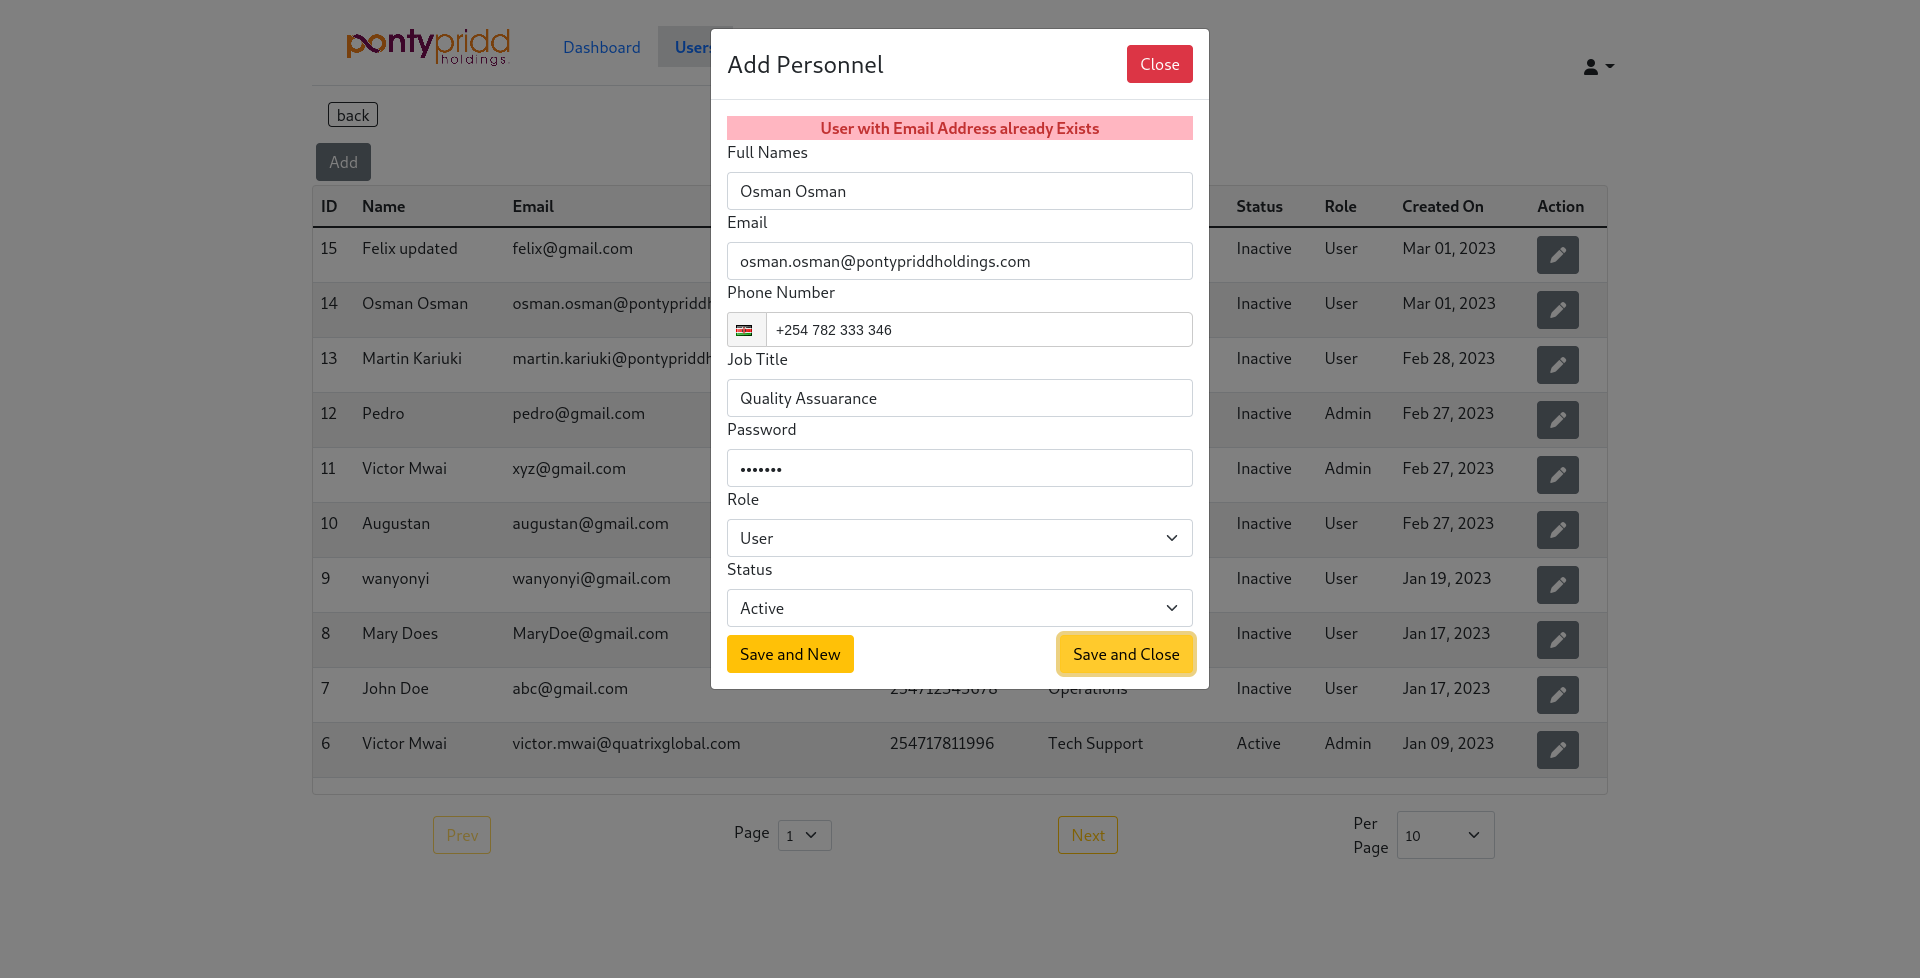 pontypridd
holdings.
Dashboard
Users
Add Personnel
Close
back
User with Email Address already Exists
Full Names
Add
Osman Osman
ID Name Email Status Role Created On Action
Email
15 Felix updated felix@gmail.com Inactive User Mar 01, 2023
osman.osman@pontypriddholdings.com
Phone Number
14 Osman Osman osman.osman@pontyprid Inactive User Mar 01, 2023
+254 782 333 346
Job Title
13 Martin Kariuki martin.kariuki@pontyprid Inactive User Feb 28, 2023
Quality Assuarance
12 Pedro pedro@gmail.com Inactive Admin Feb 27, 2023
Password
•••••••
11 Victor Mwai xyz@gmail.com Inactive Admin Feb 27, 2023
Role
10 Augustan augustan@gmail.com Inactive User Feb 27, 2023
User
Status
9 wanyonyi wanyonyi@gmail.com Inactive User Jan 19, 2023
Active
8 Mary Does MaryDoe@gmail.com Inactive User Jan 17, 2023
Save and New Save and Close
7 John Doe abc@gmail.com 254712345678 Operations Inactive User Jan 17, 2023
6 Victor Mwai victor.mwai@quatrixglobal.com 254717811996 Tech Support Active Admin Jan 09, 2023
Prev Page 1 Next Per Page 10